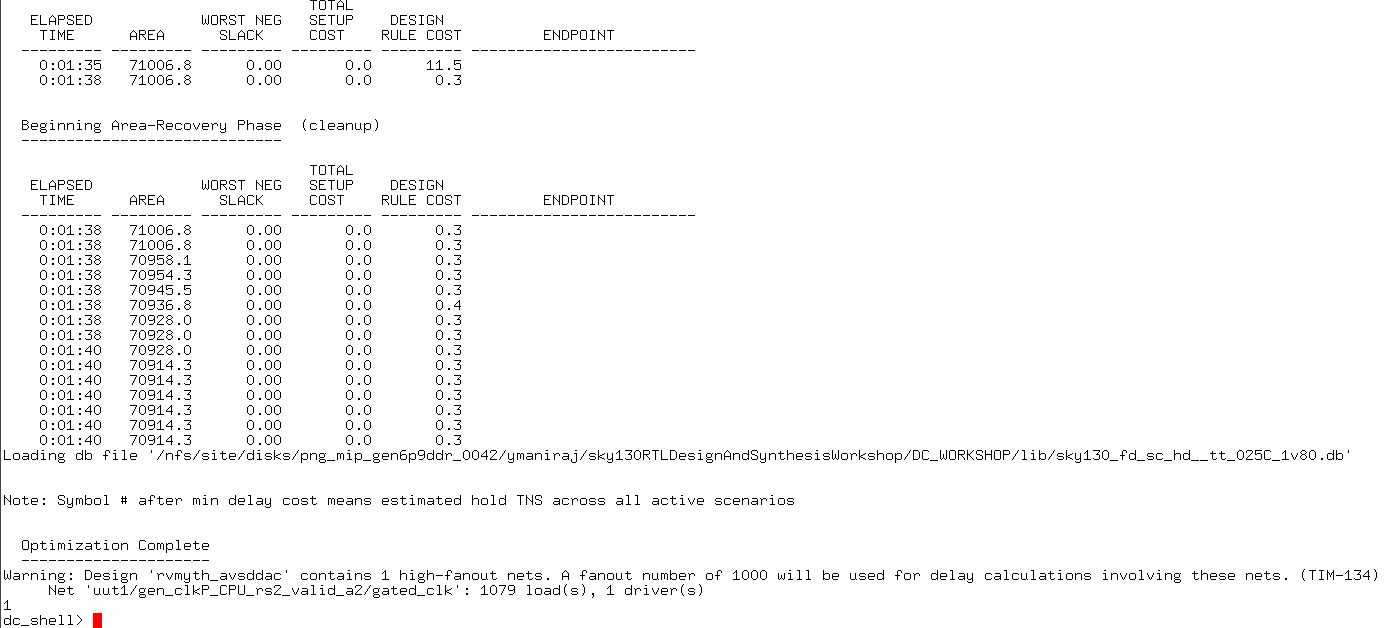 TOTAL
   ELAPSED            WORST NEG   SETUP    DESIGN
    TIME      AREA      SLACK     COST    RULE COST         ENDPOINT
  --------- --------- --------- --------- --------- -------------------------
    0:01:35   71006.8      0.00       0.0      11.5
    0:01:38   71006.8      0.00       0.0       0.3
  Beginning Area-Recovery Phase  (cleanup)
  -----------------------------
                                  TOTAL
   ELAPSED            WORST NEG   SETUP    DESIGN
    TIME      AREA      SLACK     COST    RULE COST         ENDPOINT
  --------- --------- --------- --------- --------- -------------------------
    0:01:38   71006.8      0.00       0.0       0.3
    0:01:38   71006.8      0.00       0.0       0.3
    0:01:38   70958.1      0.00       0.0       0.3
    0:01:38   70954.3      0.00       0.0       0.3
    0:01:38   70945.5      0.00       0.0       0.3
    0:01:38   70936.8      0.00       0.0       0.4
    0:01:38   70928.0      0.00       0.0       0.3
    0:01:38   70928.0      0.00       0.0       0.3
    0:01:40   70928.0      0.00       0.0       0.3
    0:01:40   70914.3      0.00       0.0       0.3
    0:01:40   70914.3      0.00       0.0       0.3
    0:01:40   70914.3      0.00       0.0       0.3
    0:01:40   70914.3      0.00       0.0       0.3
    0:01:40   70914.3      0.00       0.0       0.3
    0:01:40   70914.3      0.00       0.0       0.3
Loading db file '/nfs/site/disks/png_mip_gen6p9ddr_0042/ymaniraj/sky130RTLDesignAndSynthesisWorkshop/DC_WORKSHOP/lib/sky130_fd_sc_hd__tt_025C_1v80.db'
Note: Symbol # after min delay cost means estimated hold TNS across all active scenarios
  Optimization Complete
  ---------------------
Warning: Design 'rvmyth_avsddac' contains 1 high-fanout nets. A fanout number of 1000 will be used for delay calculations involving these nets. (TIM-134)
     Net 'uut1/gen_clkP_CPU_rs2_valid_a2/gated_clk': 1079 load(s), 1 driver(s)
1
dc_shell>